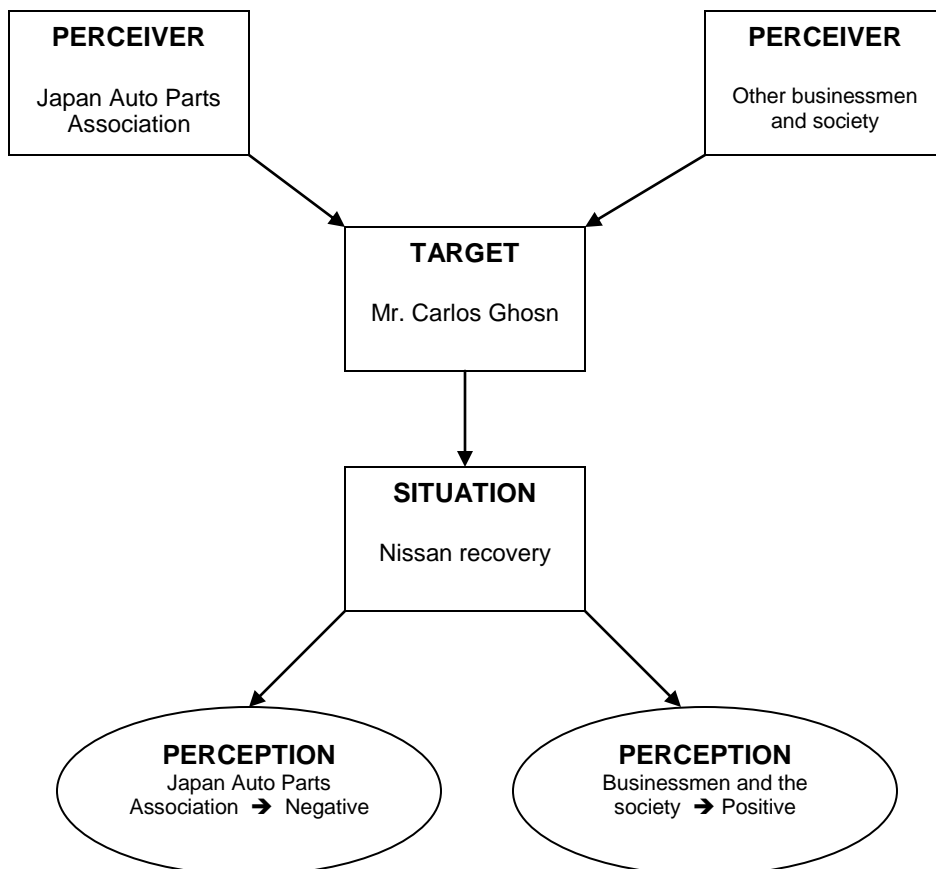 PERCEIVER
Japan Auto Parts
Association
PERCEIVER
Other businessmen
and society
TARGET
Mr. Carlos Ghosn
SITUATION
Nissan recovery
PERCEPTION
Japan Auto Parts
Association ➔ Negative
PERCEPTION
Businessmen and the
society ➔ Positive